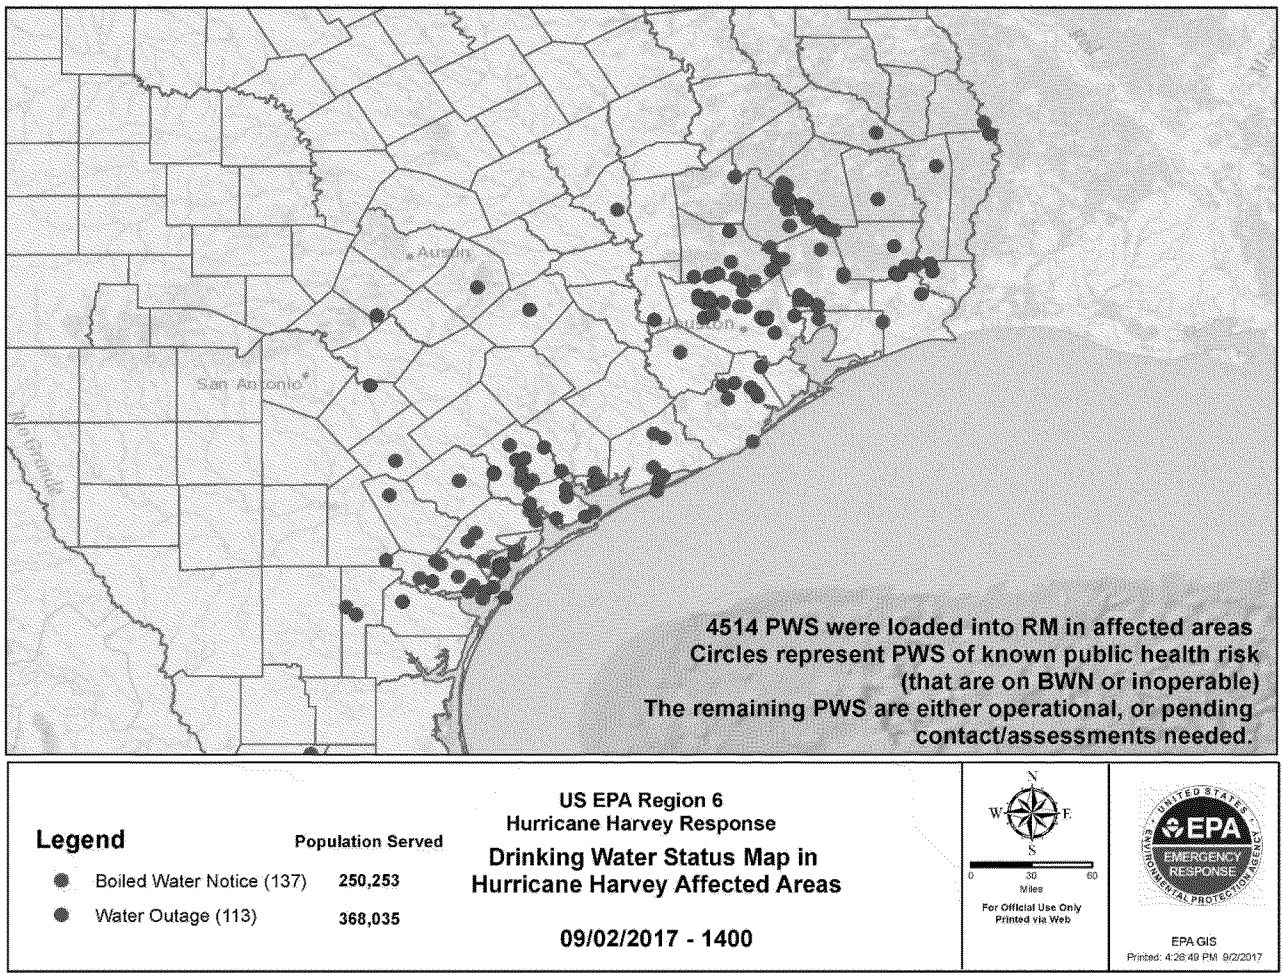 Red
Austin
Houston
San Antonio
Rio Grande
4514 PWS were loaded into RM in affected areas
Circles represent PWS of known public health risk
(that are on BWN or inoperable)
The remaining PWS are either operational, or pending
contact/assessments needed.
Legend
Population Served
Boiled Water Notice (137) 250,253
Water Outage (113) 368,035
US EPA Region 6
Hurricane Harvey Response
Drinking Water Status Map in
Hurricane Harvey Affected Areas
09/02/2017 - 1400
N
W E
S
0 30 60
Miles
For Official Use Only
Printed via Web
UNITED STATES
EPA
EMERGENCY
RESPONSE
ENVIRONMENTAL PROTECTION AGENCY
EPA GIS
Printed: 4:26:49 PM 9/2/2017